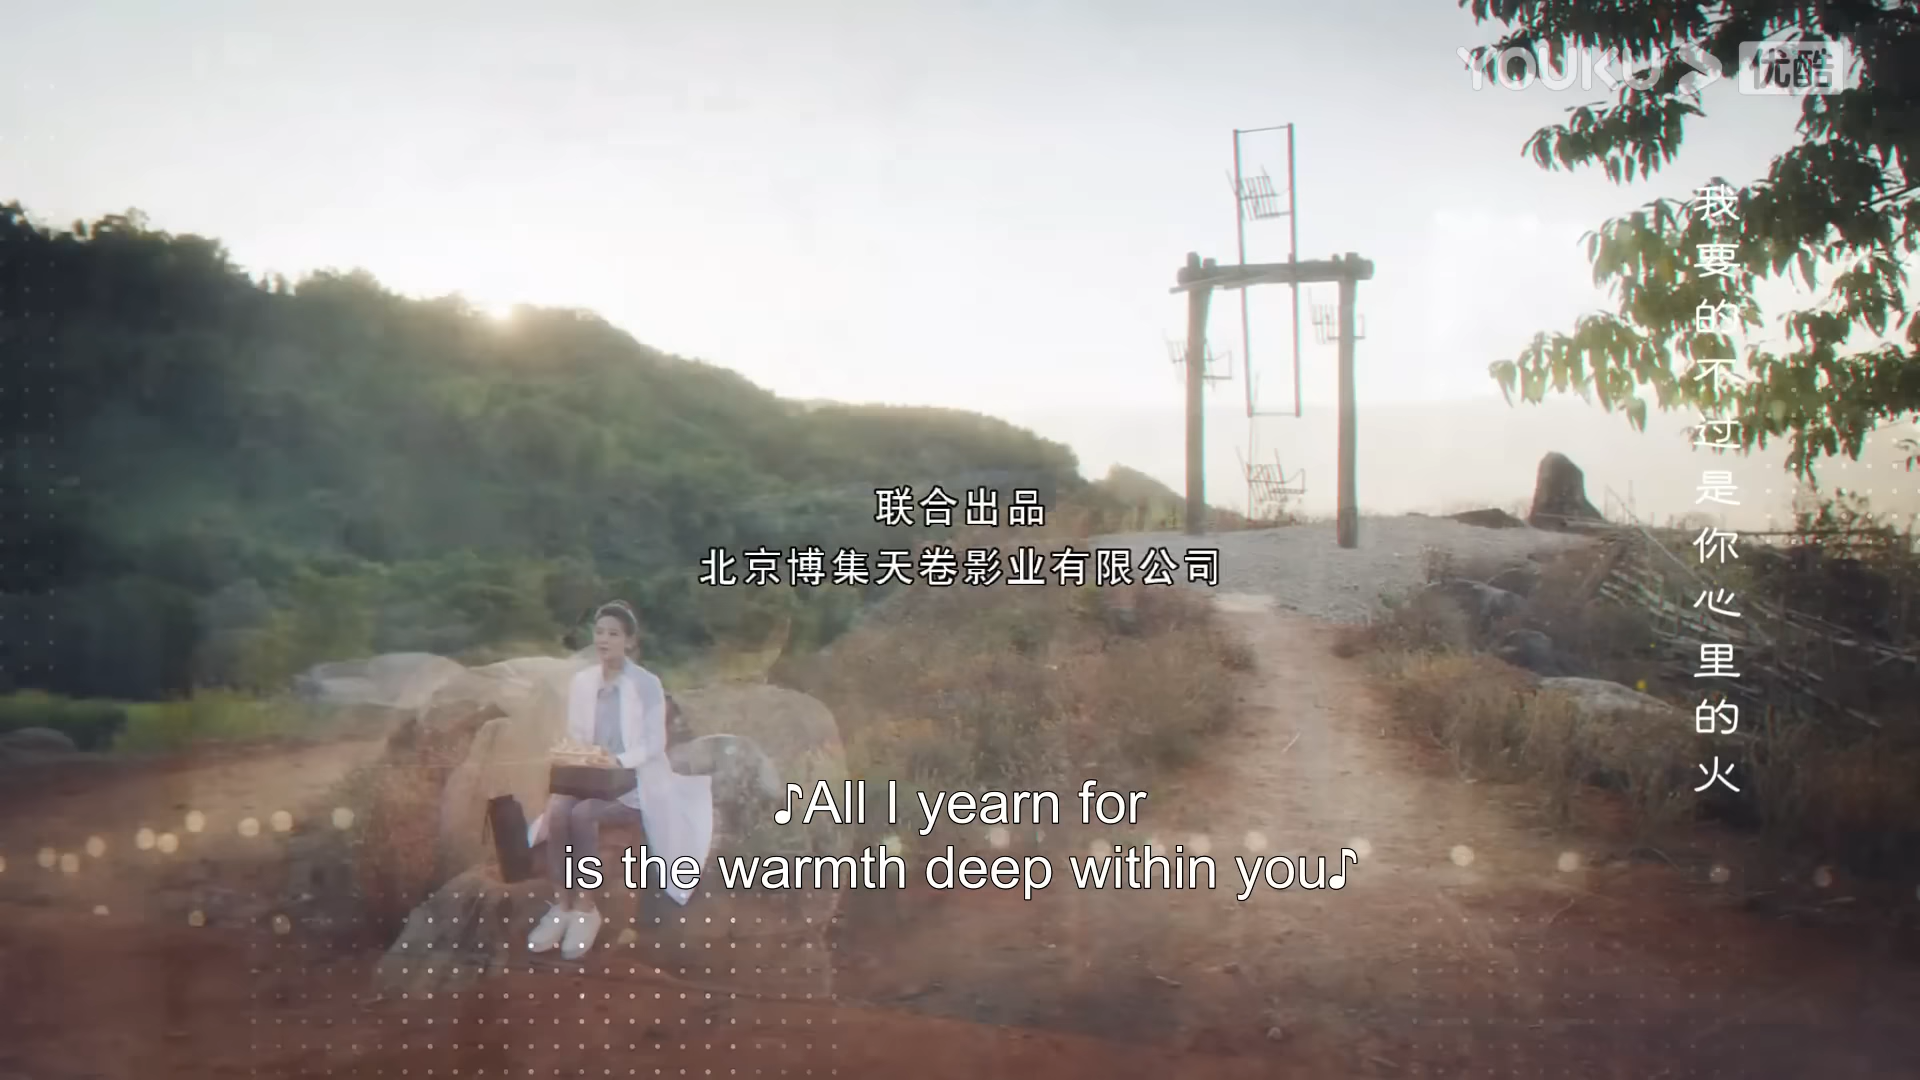 YOUKU 优酷
我要的不过是你心里的火
联合出品
北京博集天卷影业有限公司
♪All I yearn for
is the warmth deep within you♪